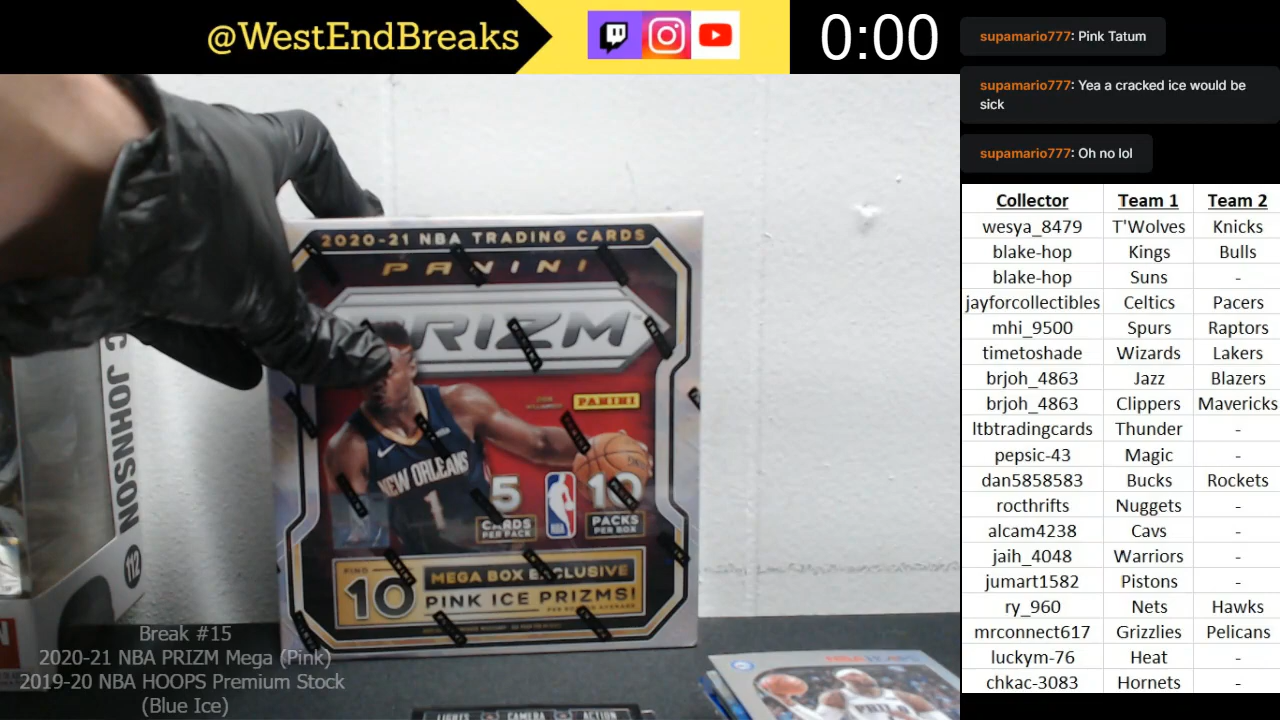 @WestEndBreaks
0:00
supamario777: Pink Tatum
supamario777: Yea a cracked ice would be
sick
supamario777: Oh no lol
Collector Team 1 Team 2
wesya_8479 T'Wolves Knicks
blake-hop Kings Bulls
blake-hop Suns -
jayforcollectibles Celtics Pacers
mhi_9500 Spurs Raptors
timetoshade Wizards Lakers
brjoh_4863 Jazz Blazers
brjoh_4863 Clippers Mavericks
ltbtradingcards Thunder -
pepsic-43 Magic -
dan5858583 Bucks Rockets
rocthrifts Nuggets -
alcam4238 Cavs -
jaih_4048 Warriors -
jumart1582 Pistons -
ry_960 Nets Hawks
mrconnect617 Grizzlies Pelicans
luckym-76 Heat -
chkac-3083 Hornets -
2020-21 NBA TRADING CARDS
PANINI
PRIZM
PANINI
NEW ORLEANS
1
5
CARDS
PER PACK
NBA
10
PACKS
PER BOX
FIND
10
MEGA BOX EXCLUSIVE
PINK ICE PRIZMS!
C JOHNSON
112
Break #15
2020-21 NBA PRIZM Mega (Pink)
2019-20 NBA HOOPS Premium Stock
(Blue Ice)
LIGHTS CAMERA ACTION